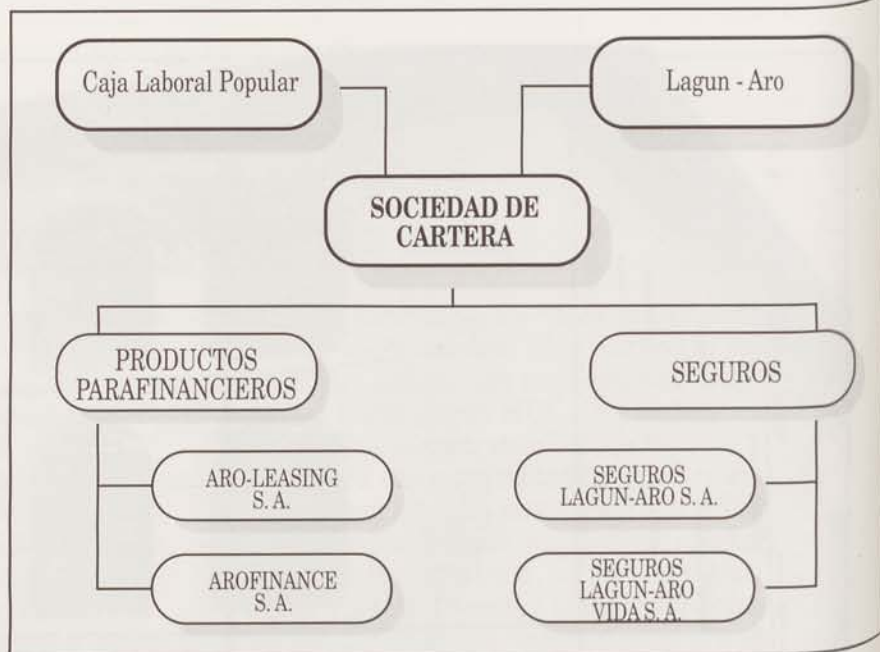 Caja Laboral Popular
Lagun - Aro
SOCIEDAD DE
CARTERA
PRODUCTOS
PARAFINANCIEROS
SEGUROS
ARO-LEASING
S. A.
SEGUROS
LAGUN-ARO S. A.
AROFINANCE
S. A.
SEGUROS
LAGUN-ARO
VIDA S. A.